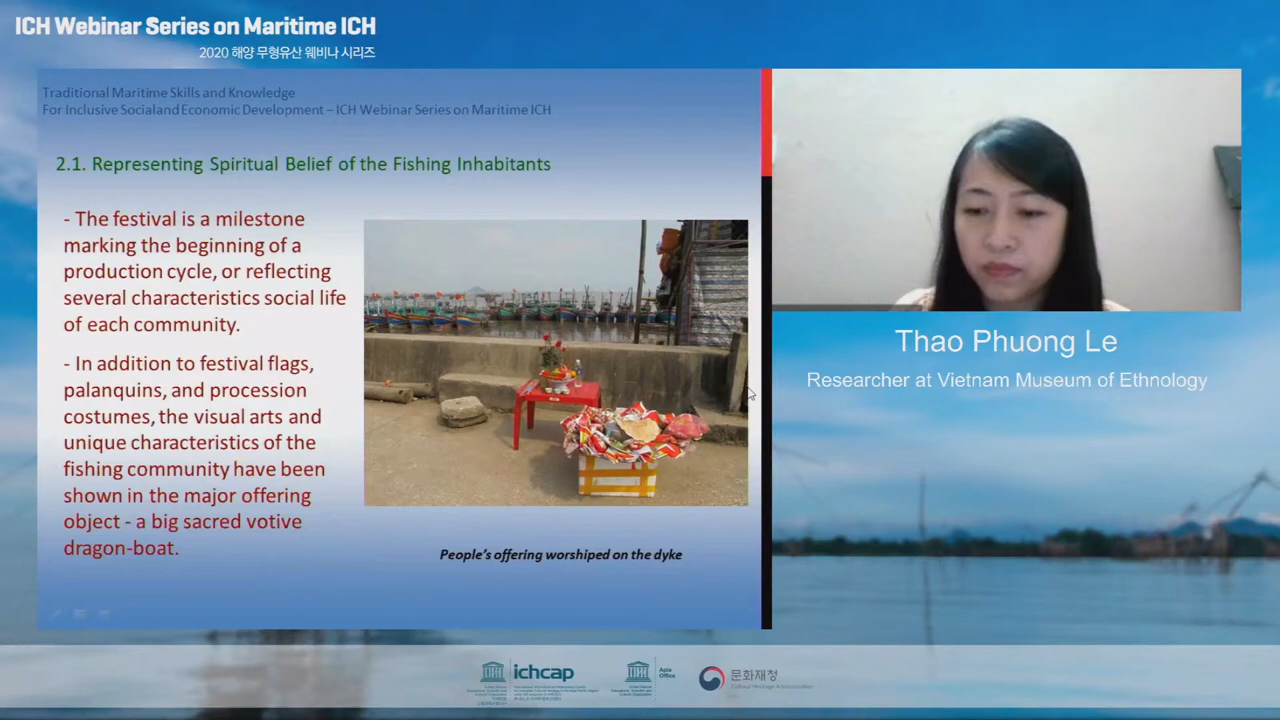 ICH Webinar Series on Maritime ICH
2020 해양 무형유산 웨비나 시리즈
Traditional Maritime Skills and Knowledge
For Inclusive Socialand Economic Development – ICH Webinar Series on Maritime ICH
2.1. Representing Spiritual Belief of the Fishing Inhabitants
- The festival is a milestone
marking the beginning of a
production cycle, or reflecting
several characteristics social life
of each community.
- In addition to festival flags,
palanquins, and procession
costumes, the visual arts and
unique characteristics of the
fishing community have been
shown in the major offering
object - a big sacred votive
dragon-boat.
People's offering worshiped on the dyke
Thao Phuong Le
Researcher at Vietnam Museum of Ethnology
ichcap
Asia
Office
문화재청
Cultural Heritage Administration